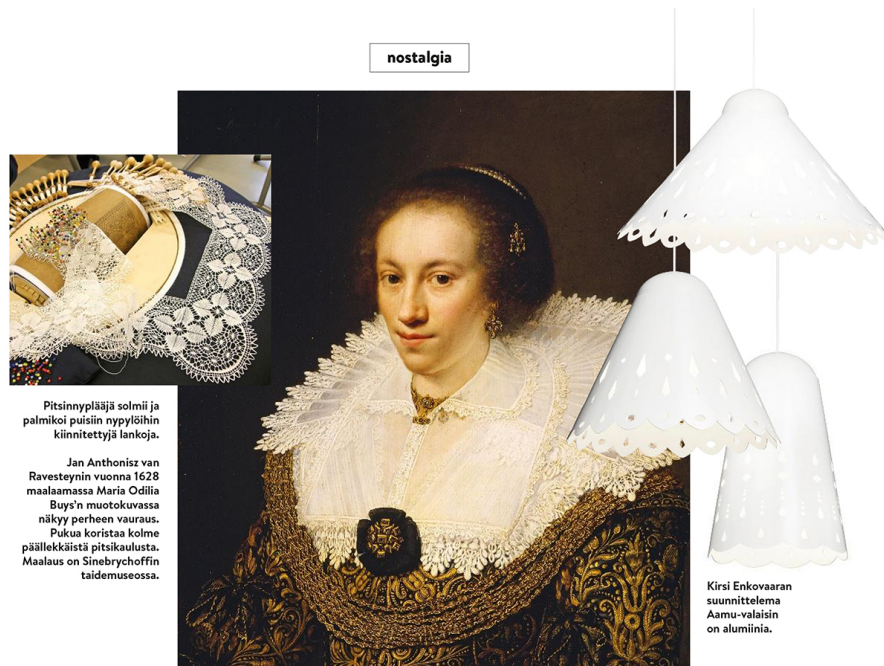 nostalgia
Pitsinnyplääjä solmii ja
palmikoi puisiin nypylöihin
kiinnitettyjä lankoja.
Jan Anthonisz van
Ravesteynin vuonna 1628
maalaamassa Maria Odilia
Buys'n muotokuvassa
näkyy perheen vauraus.
Pukua koristaa kolme
päällekkäistä pitsikaulusta.
Maalaus on Sinebrychoffin
taidemuseossa.
Kirsi Enkovaaran
suunnittelema
Aamu-valaisin
on alumiinia.